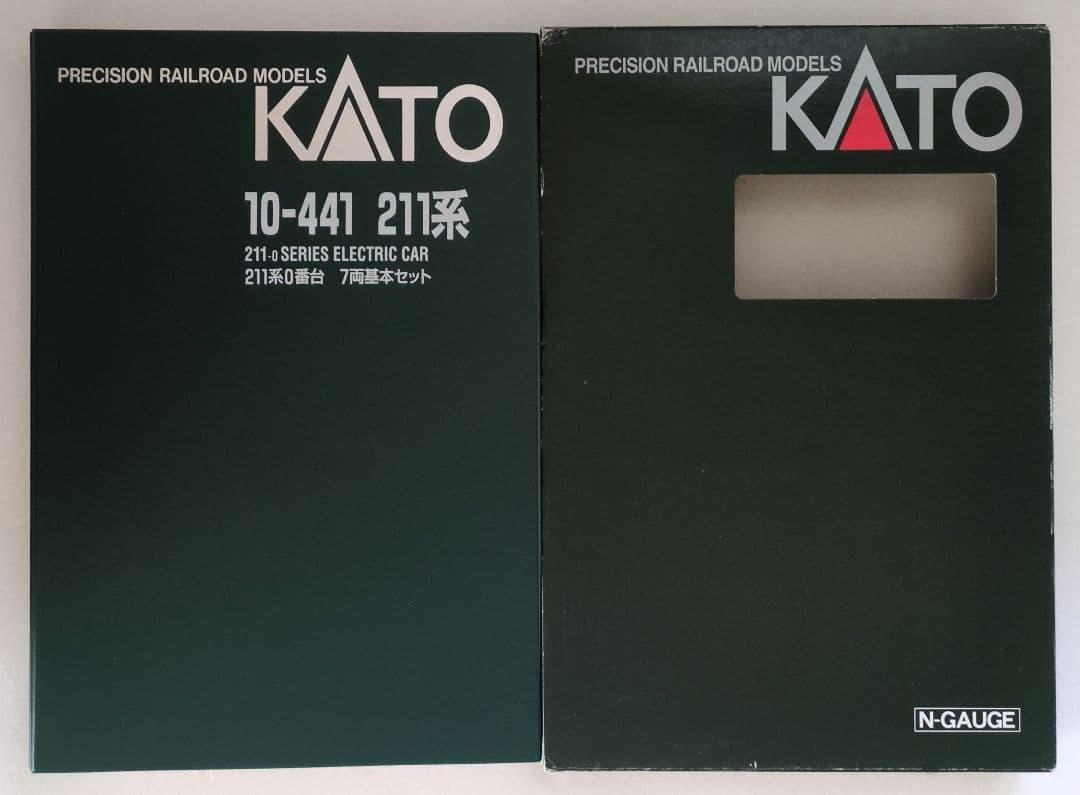 PRECISION RAILROAD MODELS
KATO
10-441 211系
211-0 SERIES ELECTRIC CAR
211系0番台 7両基本セット
PRECISION RAILROAD MODELS
KATO
N-GAUGE